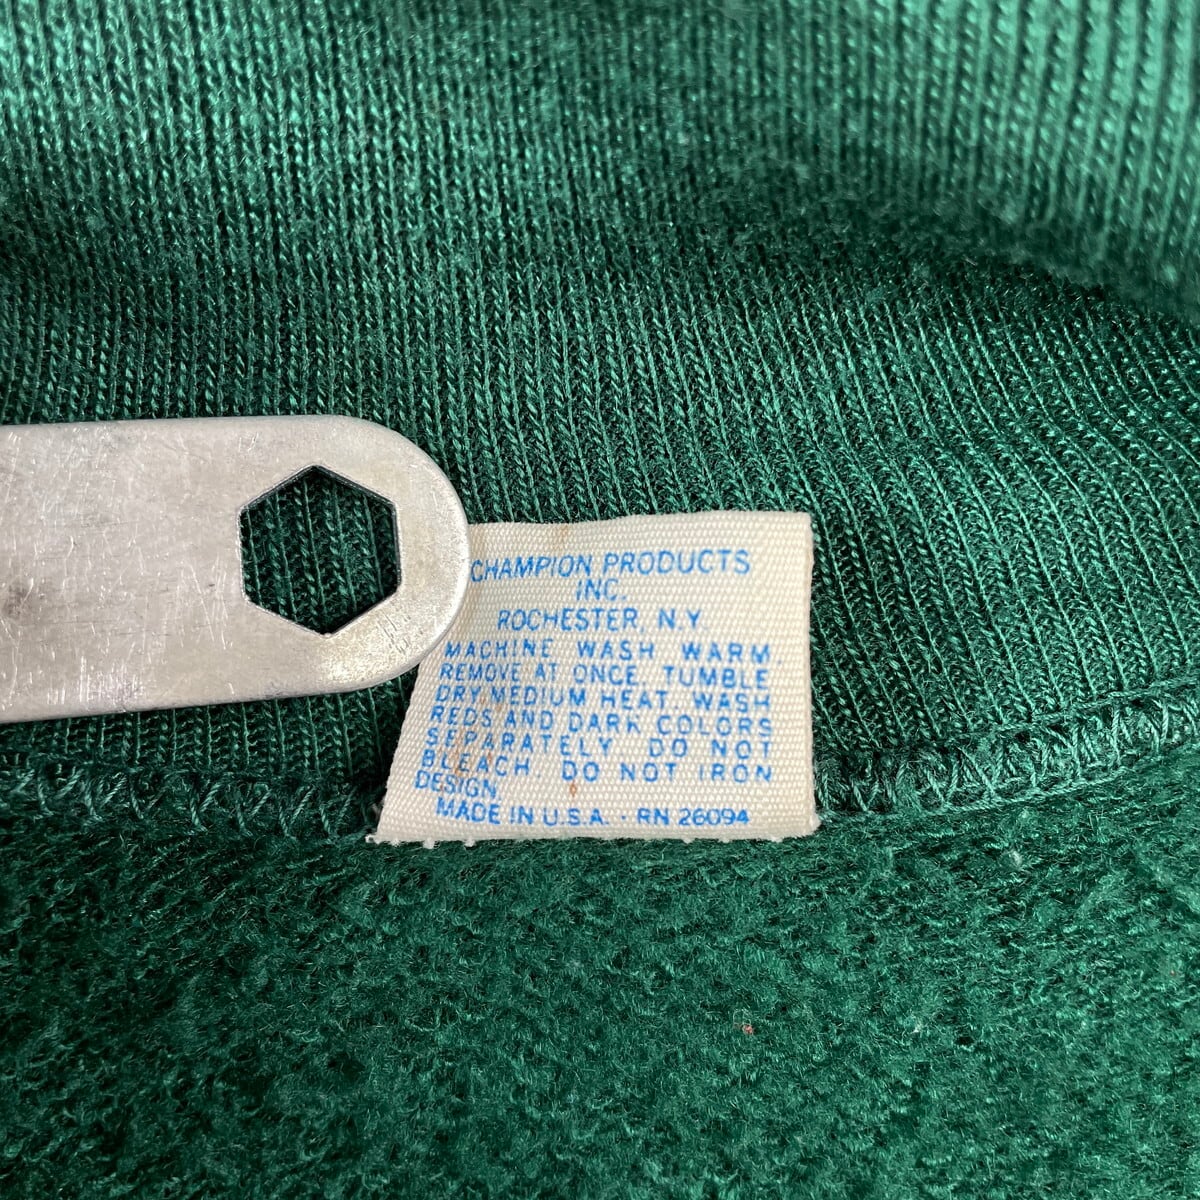 CHAMPION PRODUCTS
INC.
ROCHESTER, N.Y
MACHINE WASH WARM.
REMOVE AT ONCE. TUMBLE
DRY MEDIUM HEAT. WASH
REDS AND DARK COLORS
SEPARATELY. DO NOT
BLEACH. DO NOT IRON
DESIGN
MADE IN U.S.A. · RN 26094